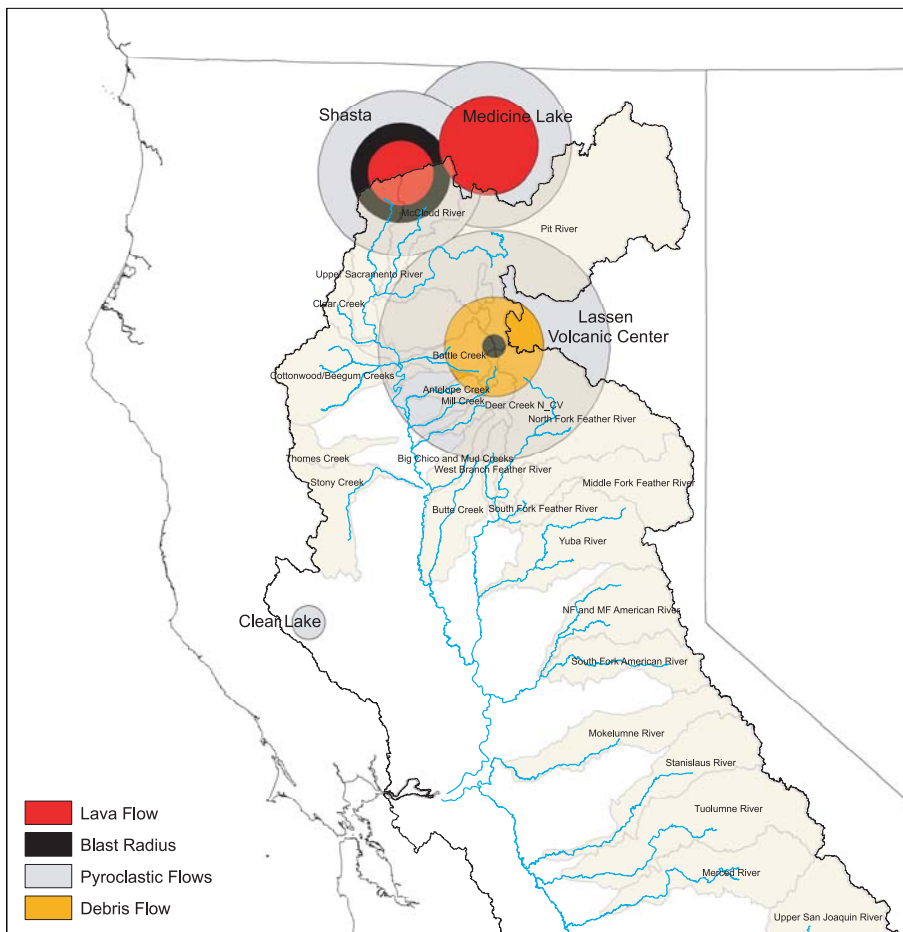 Shasta
Medicine Lake
McCloud River
Pit River
Upper Sacramento River
Clear Creek
Lassen
Volcanic Center
Battle Creek
Cottonwood/Beegum Creeks
Antelope Creek
Mill Creek
Deer Creek N_CV
North Fork Feather River
Thomes Creek
Big Chico and Mud Creeks
West Branch Feather River
Stony Creek
Middle Fork Feather River
Butte Creek
South Fork Feather River
Yuba River
NF and MF American River
Clear Lake
South Fork American River
Mokelumne River
Stanislaus River
Tuolumne River
Merced River
Upper San Joaquin River
Lava Flow
Blast Radius
Pyroclastic Flows
Debris Flow